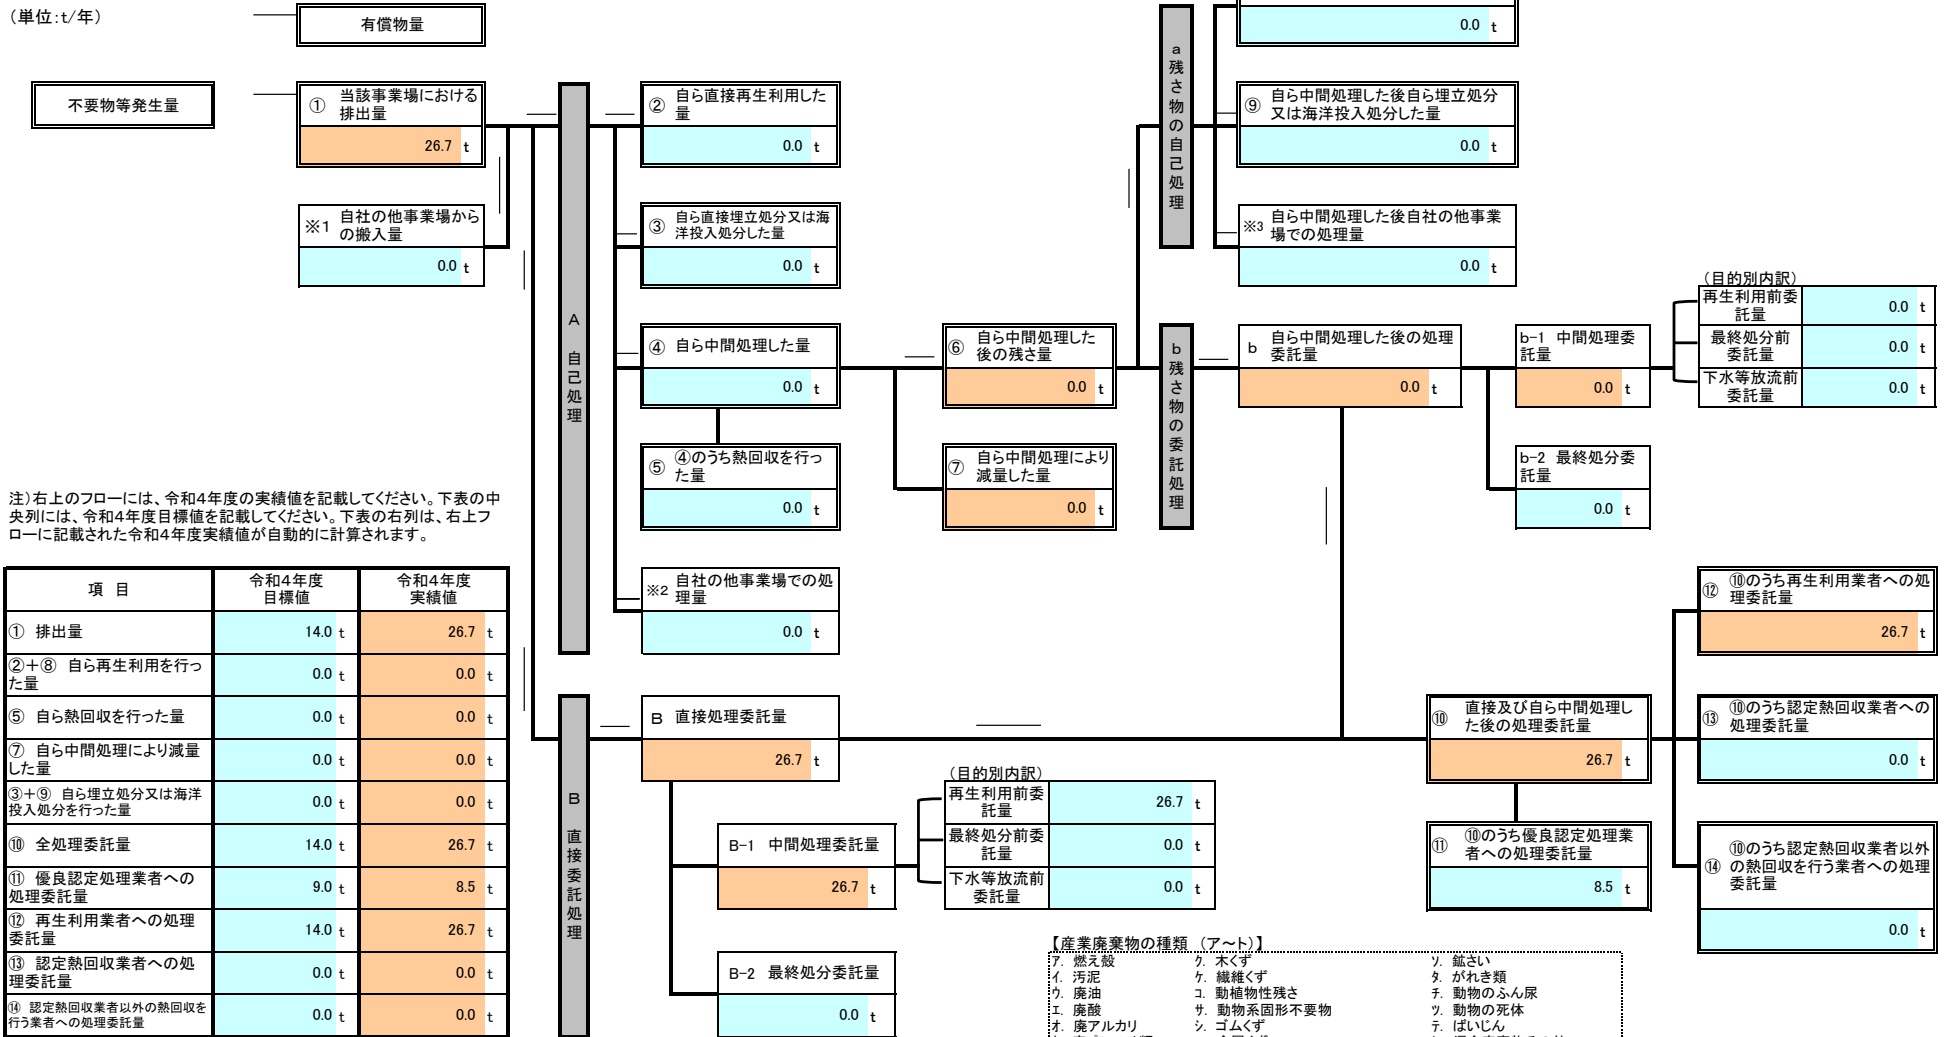 (単位:t/年)
有償物量
不要物等発生量
① 当該事業場における
排出量
26.7 t
※1 自社の他事業場から
の搬入量
0.0 t
A 自己処理
② 自ら直接再生利用した
量
0.0 t
③ 自ら直接埋立処分又は海
洋投入処分した量
0.0 t
④ 自ら中間処理した量
0.0 t
⑤ ④のうち熱回収を行っ
た量
0.0 t
※2 自社の他事業場での処
理量
0.0 t
⑥ 自ら中間処理した
後の残さ量
0.0 t
⑦ 自ら中間処理により
減量した量
0.0 t
a 残さ物の自己処理
0.0 t
⑨ 自ら中間処理した後自ら埋立処分
又は海洋投入処分した量
0.0 t
※3 自ら中間処理した後自社の他事業
場での処理量
0.0 t
b 残さ物の委託処理
b 自ら中間処理した後の処理
委託量
0.0 t
b-1 中間処理委
託量
0.0 t
b-2 最終処分委
託量
0.0 t
(目的別内訳)
再生利用前委
託量
0.0 t
最終処分前
委託量
0.0 t
下水等放流前
委託量
0.0 t
注)右上のフローには、令和4年度の実績値を記載してください。下表の中
央列には、令和4年度目標値を記載してください。下表の右列は、右上フ
ローに記載された令和4年度実績値が自動的に計算されます。
項 目 令和4年度
目標値 令和4年度
実績値
① 排出量 14.0 t 26.7 t
②+⑧ 自ら再生利用を行っ
た量 0.0 t 0.0 t
⑤ 自ら熱回収を行った量 0.0 t 0.0 t
⑦ 自ら中間処理により減量
した量 0.0 t 0.0 t
③+⑨ 自ら埋立処分又は海洋
投入処分を行った量 0.0 t 0.0 t
⑩ 全処理委託量 14.0 t 26.7 t
⑪ 優良認定処理業者への
処理委託量 9.0 t 8.5 t
⑫ 再生利用業者への処理
委託量 14.0 t 26.7 t
⑬ 認定熱回収業者への処
理委託量 0.0 t 0.0 t
⑭ 認定熱回収業者以外の熱回収を
行う業者への処理委託量 0.0 t 0.0 t
B 直接委託処理
B 直接処理委託量
26.7 t
B-1 中間処理委託量
26.7 t
B-2 最終処分委託量
0.0 t
(目的別内訳)
再生利用前委
託量
26.7 t
最終処分前委
託量
0.0 t
下水等放流前
委託量
0.0 t
⑩ 直接及び自ら中間処理し
た後の処理委託量
26.7 t
⑪ ⑩のうち優良認定処理業
者への処理委託量
8.5 t
⑫ ⑩のうち再生利用業者への処
理委託量
26.7 t
⑬ ⑩のうち認定熱回収業者への
処理委託量
0.0 t
⑭ ⑩のうち認定熱回収業者以外
の熱回収を行う業者への処理
委託量
0.0 t
【産業廃棄物の種類 (ア~ト)】
ア. 燃え殻 ク. 木くず ソ. 鉱さい
イ. 汚泥 ケ. 繊維くず タ. がれき類
ウ. 廃油 コ. 動植物性残さ チ. 動物のふん尿
エ. 廃酸 サ. 動物系固形不要物 ツ. 動物の死体
オ. 廃アルカリ シ. ゴムくず テ. ばいじん